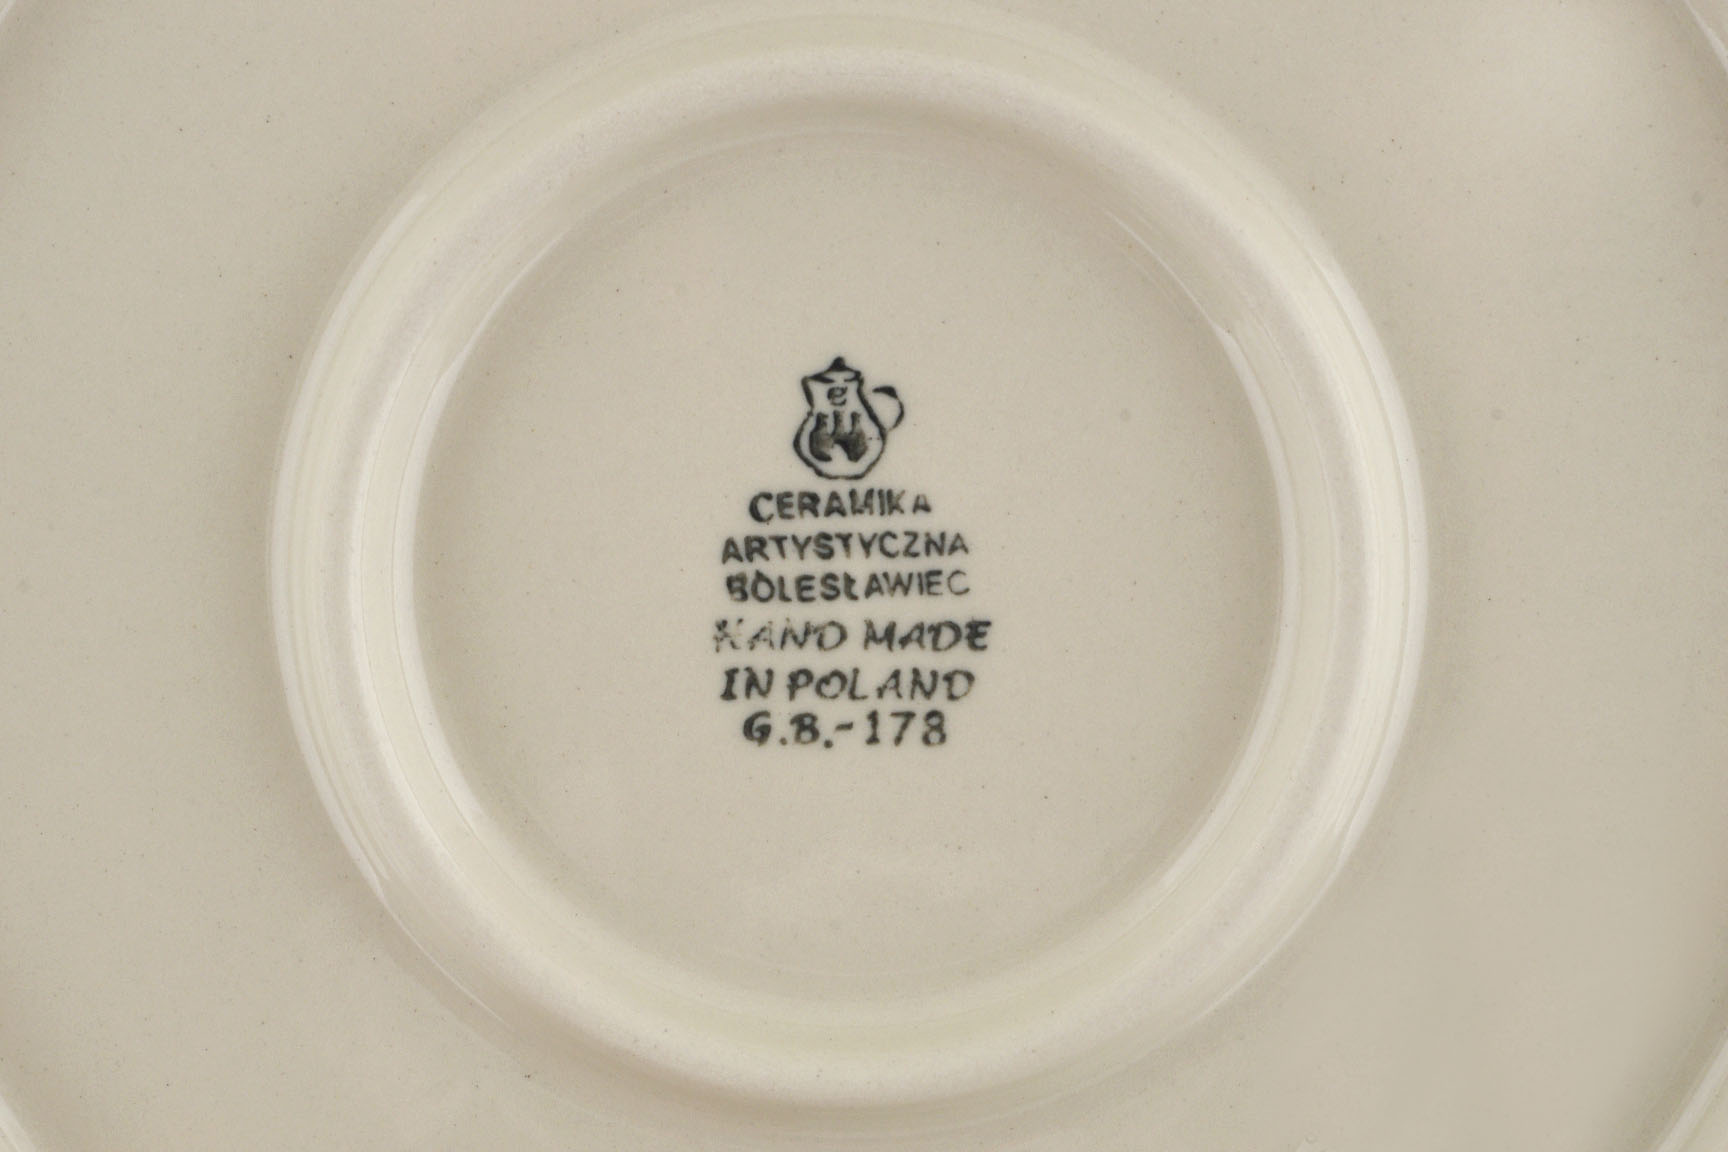 e
CERAMIKA
ARTYSTYCZNA
BOLESŁAWIEC
HAND MADE
IN POLAND
G.B.-178